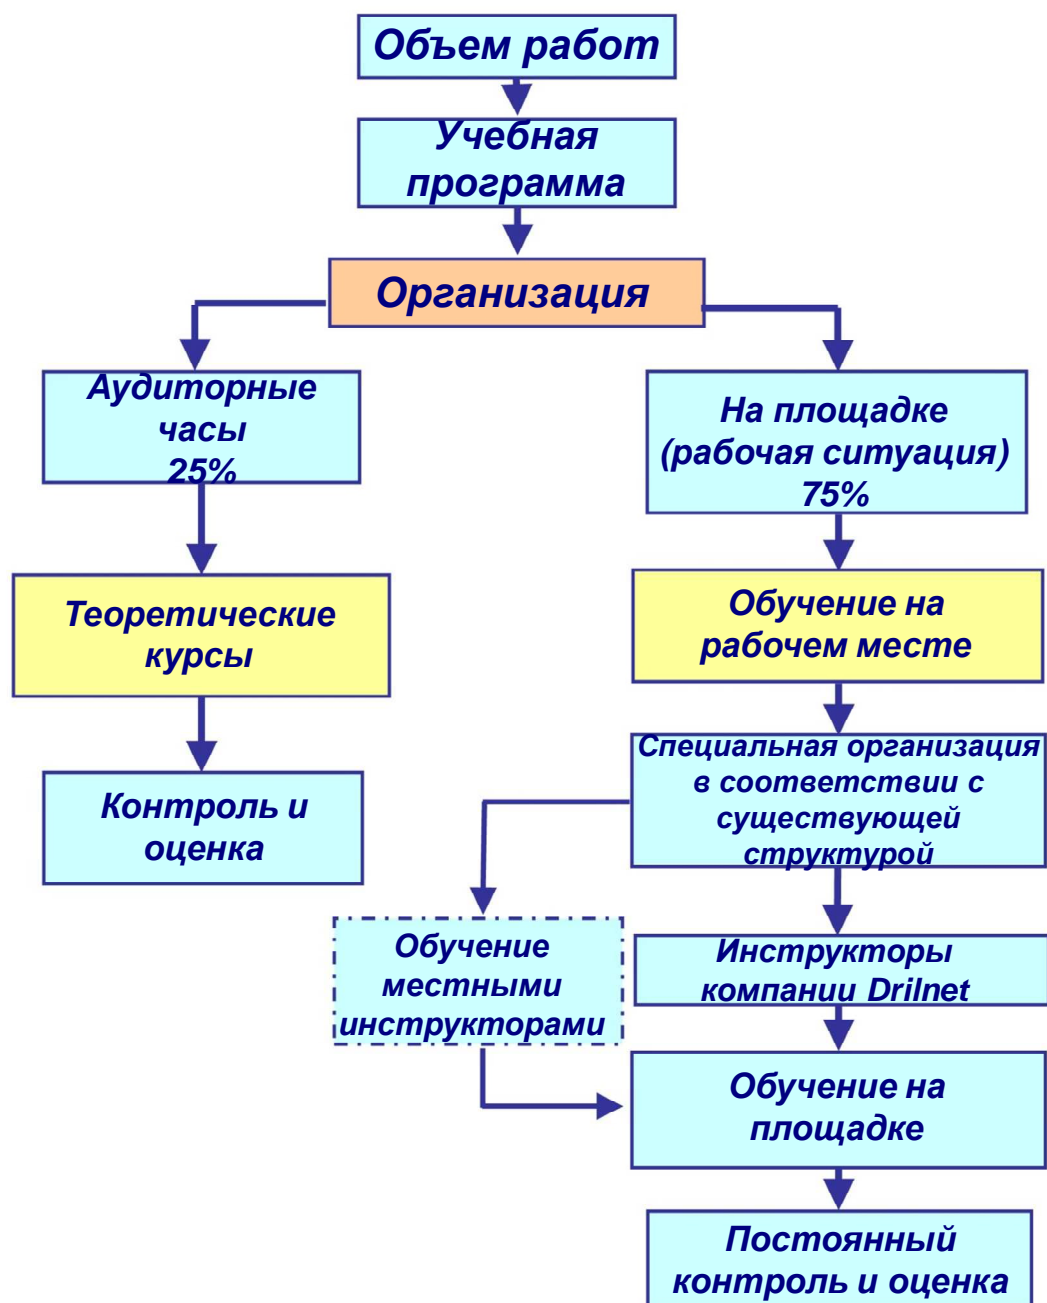 Объем работ
Учебная
программа
Организация
Аудиторные
часы
25%
На площадке
(рабочая ситуация)
75%
Теоретические
курсы
Обучение на
рабочем месте
Контроль и
оценка
Специальная организация
в соответствии с
существующей
структурой
Обучение
местными
инструкторами
Инструкторы
компании Drilnet
Обучение на
площадке
Постоянный
контроль и оценка